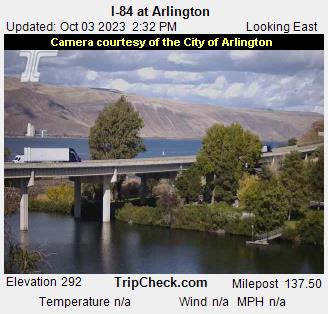 I-84 at Arlington
Updated: Oct 03 2023 2:32 PM Looking East
Camera courtesy of the City of Arlington
Elevation 292 TripCheck.com Milepost 137.50
Temperature n/a Wind n/a MPH n/a